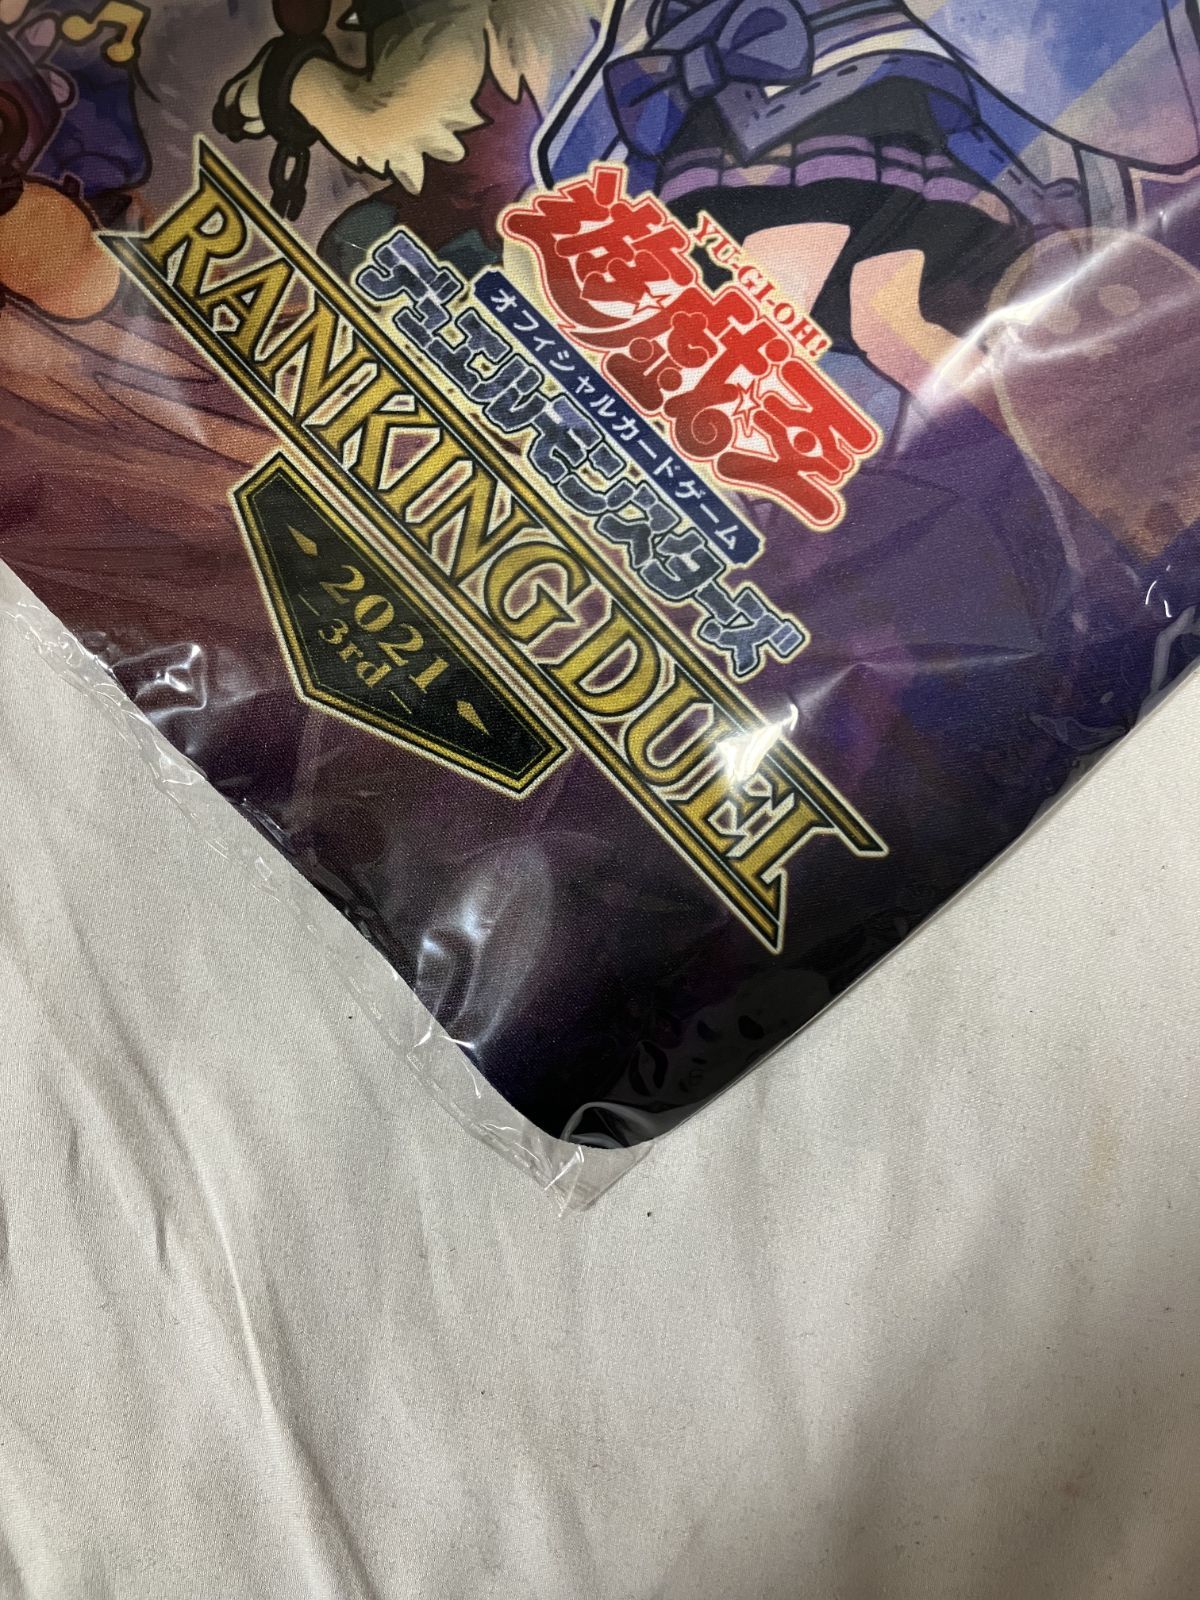 YU-GI-OH!
遊戯王
オフィシャルカードゲーム
デュエルモンスターズ
RANKING DUEL
2021
3rd